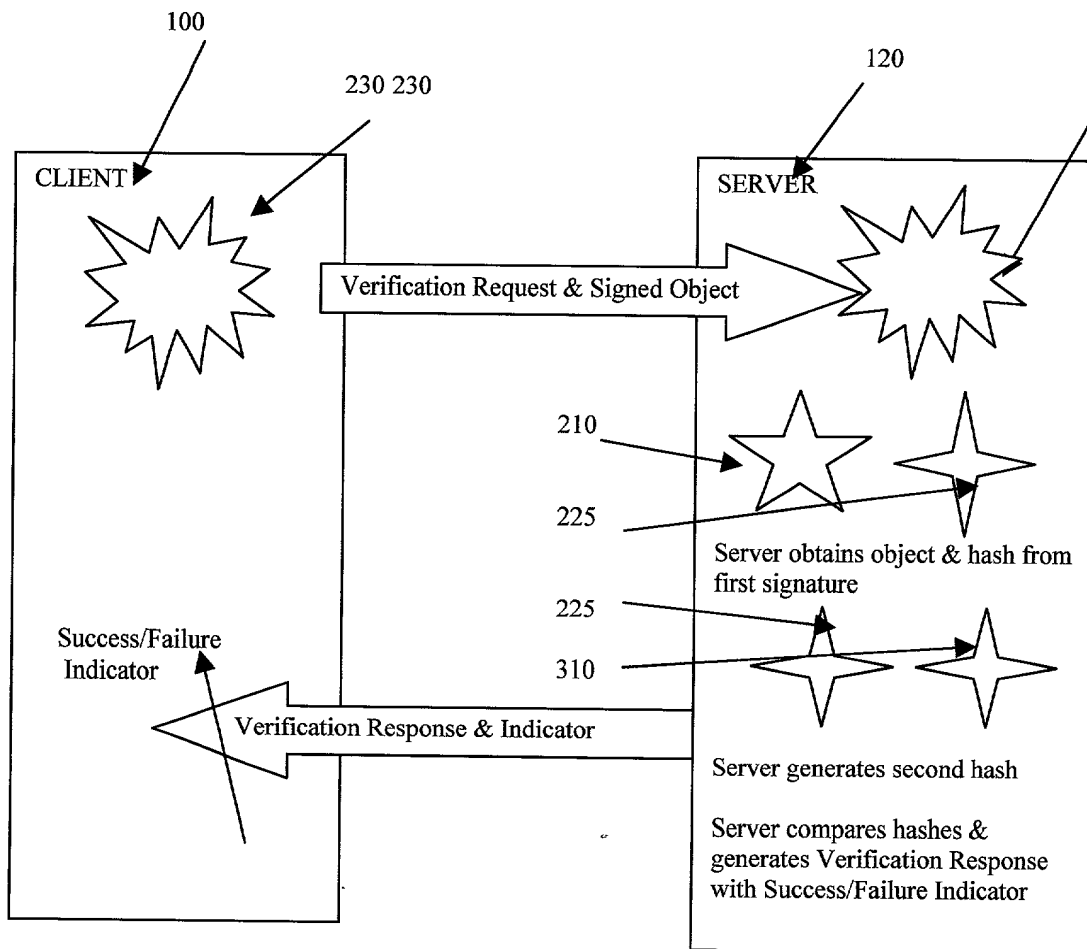 100
230 230
120
CLIENT
SERVER
Verification Request & Signed Object
210
225
Server obtains object & hash from
first signature
225
310
Success/Failure
Indicator
Verification Response & Indicator
Server generates second hash
Server compares hashes &
generates Verification Response
with Success/Failure Indicator